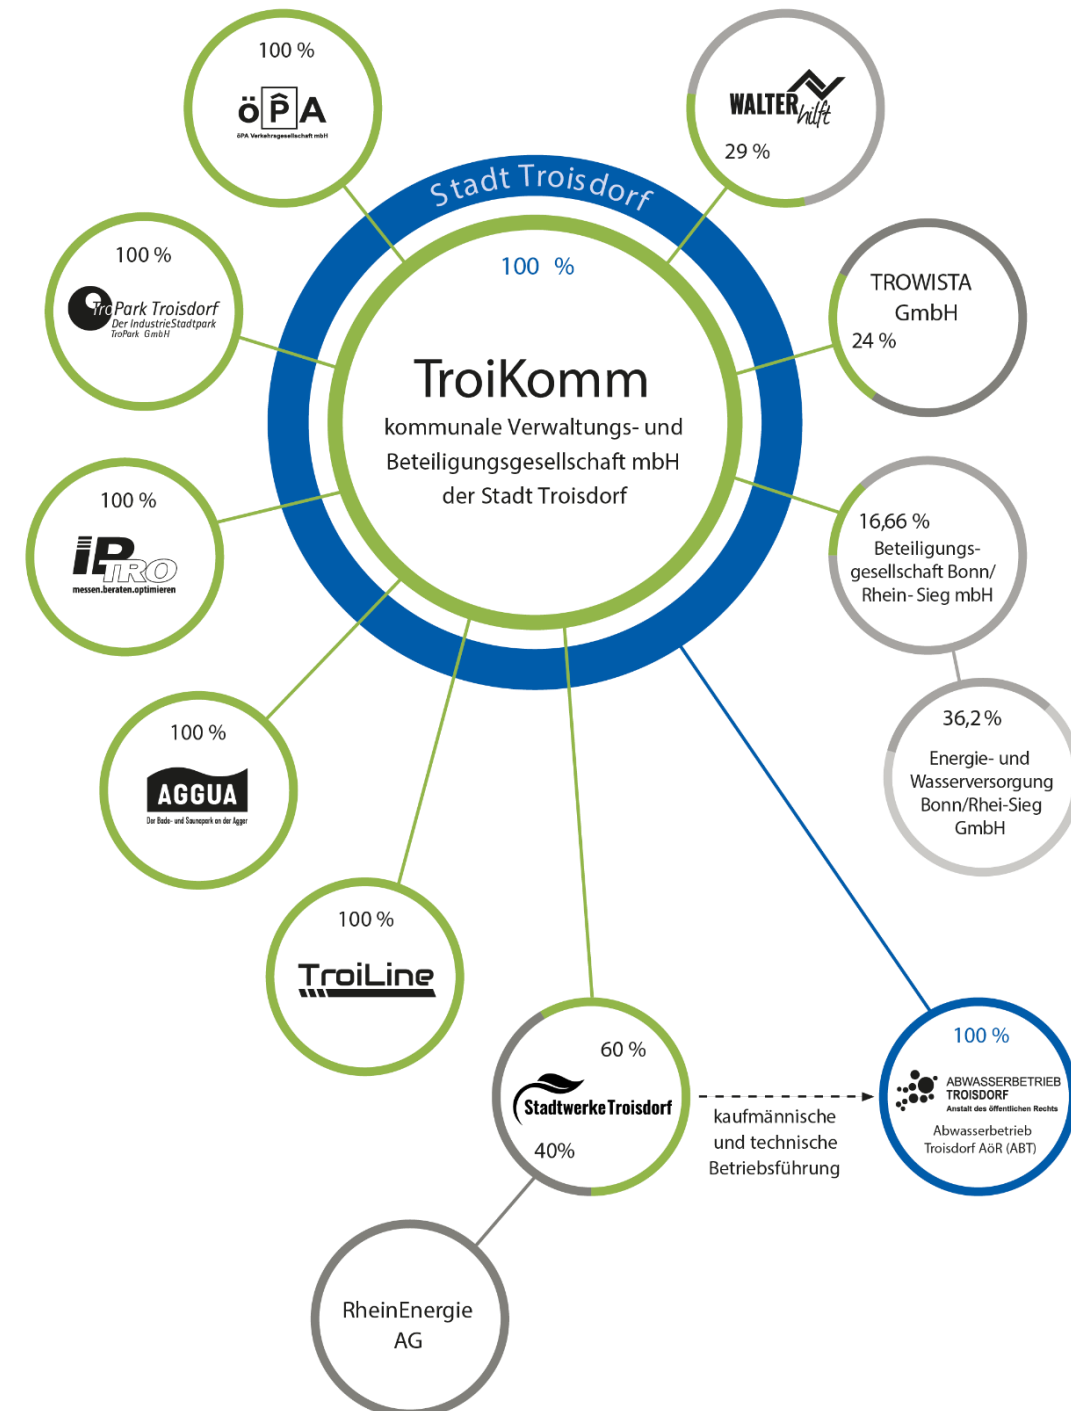 100 %
öPA
öPA Verkehrsgesellschaft mbH
WALTER
hilft
29 %
Stadt Troisdorf
100 %
TroPark Troisdorf
Der IndustrieStadtpark
TroPark GmbH
100 %
TROWISTA
GmbH
24 %
TroiKomm
kommunale Verwaltungs- und
Beteiligungsgesellschaft mbH
der Stadt Troisdorf
100 %
iPTRO
messen.beraten.optimieren
16,66 %
Beteiligungs-
gesellschaft Bonn/
Rhein- Sieg mbH
36,2 %
Energie- und
Wasserversorgung
Bonn/Rhei-Sieg
GmbH
100 %
AGGUA
Der Bade- und Saunapark an der Agger
100 %
TroiLine
60 %
Stadtwerke Troisdorf
40%
kaufmännische
und technische
Betriebsführung
100 %
ABWASSERBETRIEB
TROISDORF
Anstalt des öffentlichen Rechts
Abwasserbetrieb
Troisdorf AöR (ABT)
RheinEnergie
AG